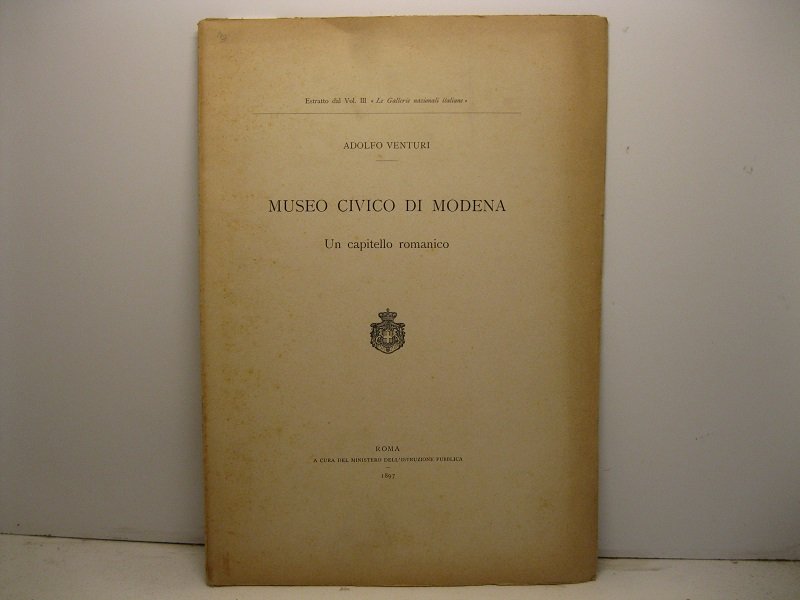 Estratto dal Vol. III « Le Gallerie nazionali italiane »
ADOLFO VENTURI
MUSEO CIVICO DI MODENA
Un capitello romanico
ROMA
A CURA DEL MINISTERO DELL'ISTRUZIONE PUBBLICA
1897